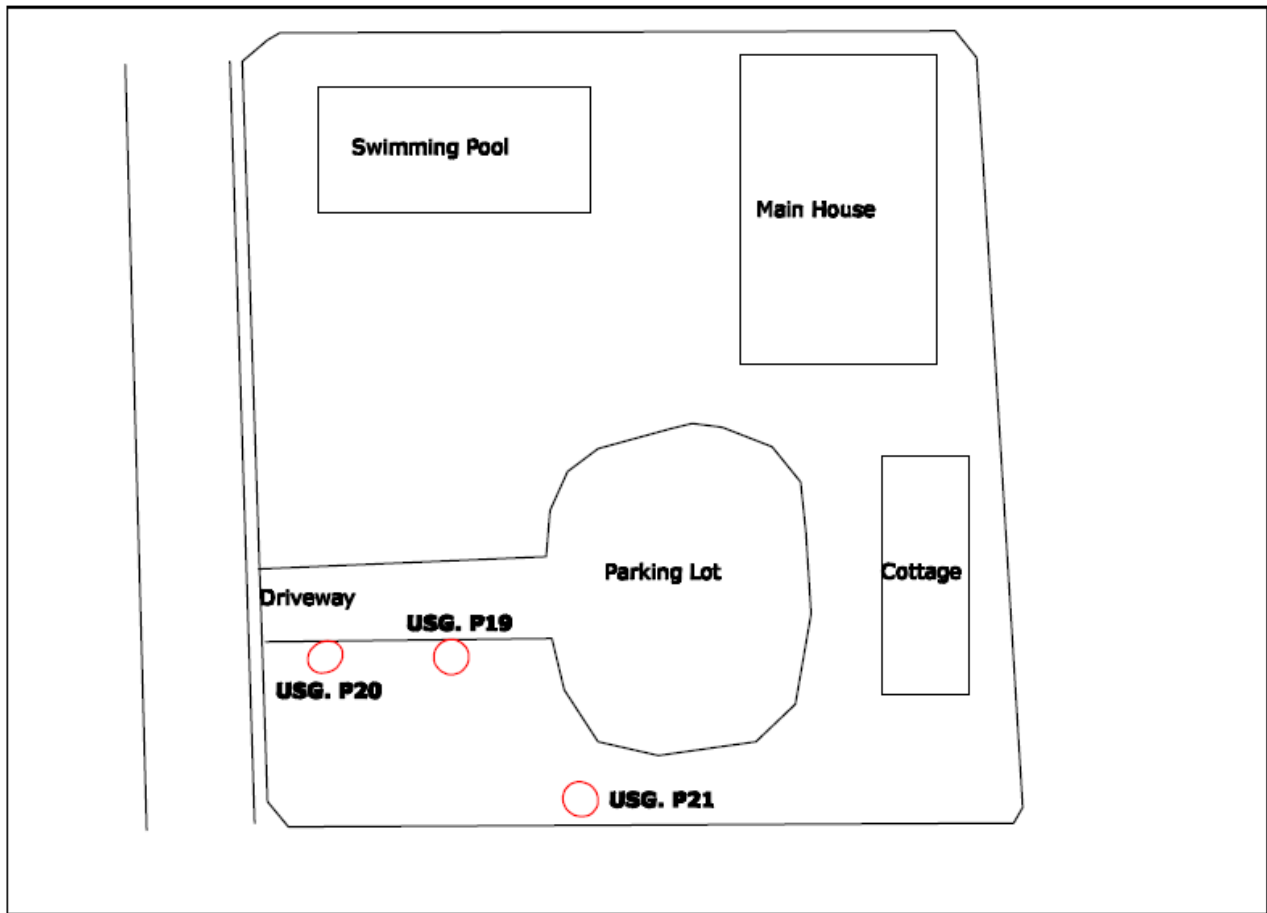 Swimming Pool
Main House
Parking Lot
Cottage
Driveway
USG. P19
USG. P20
USG. P21